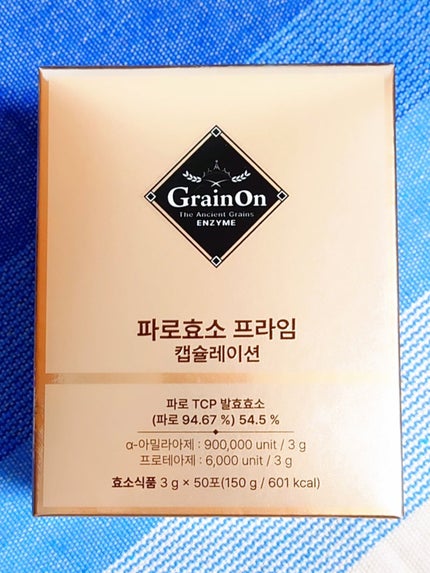 GrainOn
The Ancient Grains
ENZYME
파로효소 프라임
캡슐레이션
파로 TCP 발효효소
(파로 94.67 %) 54.5 %
α-아밀라아제 : 900,000 unit / 3 g
프로테아제 : 6,000 unit / 3 g
효소식품 3 g × 50포(150 g / 601 kcal)